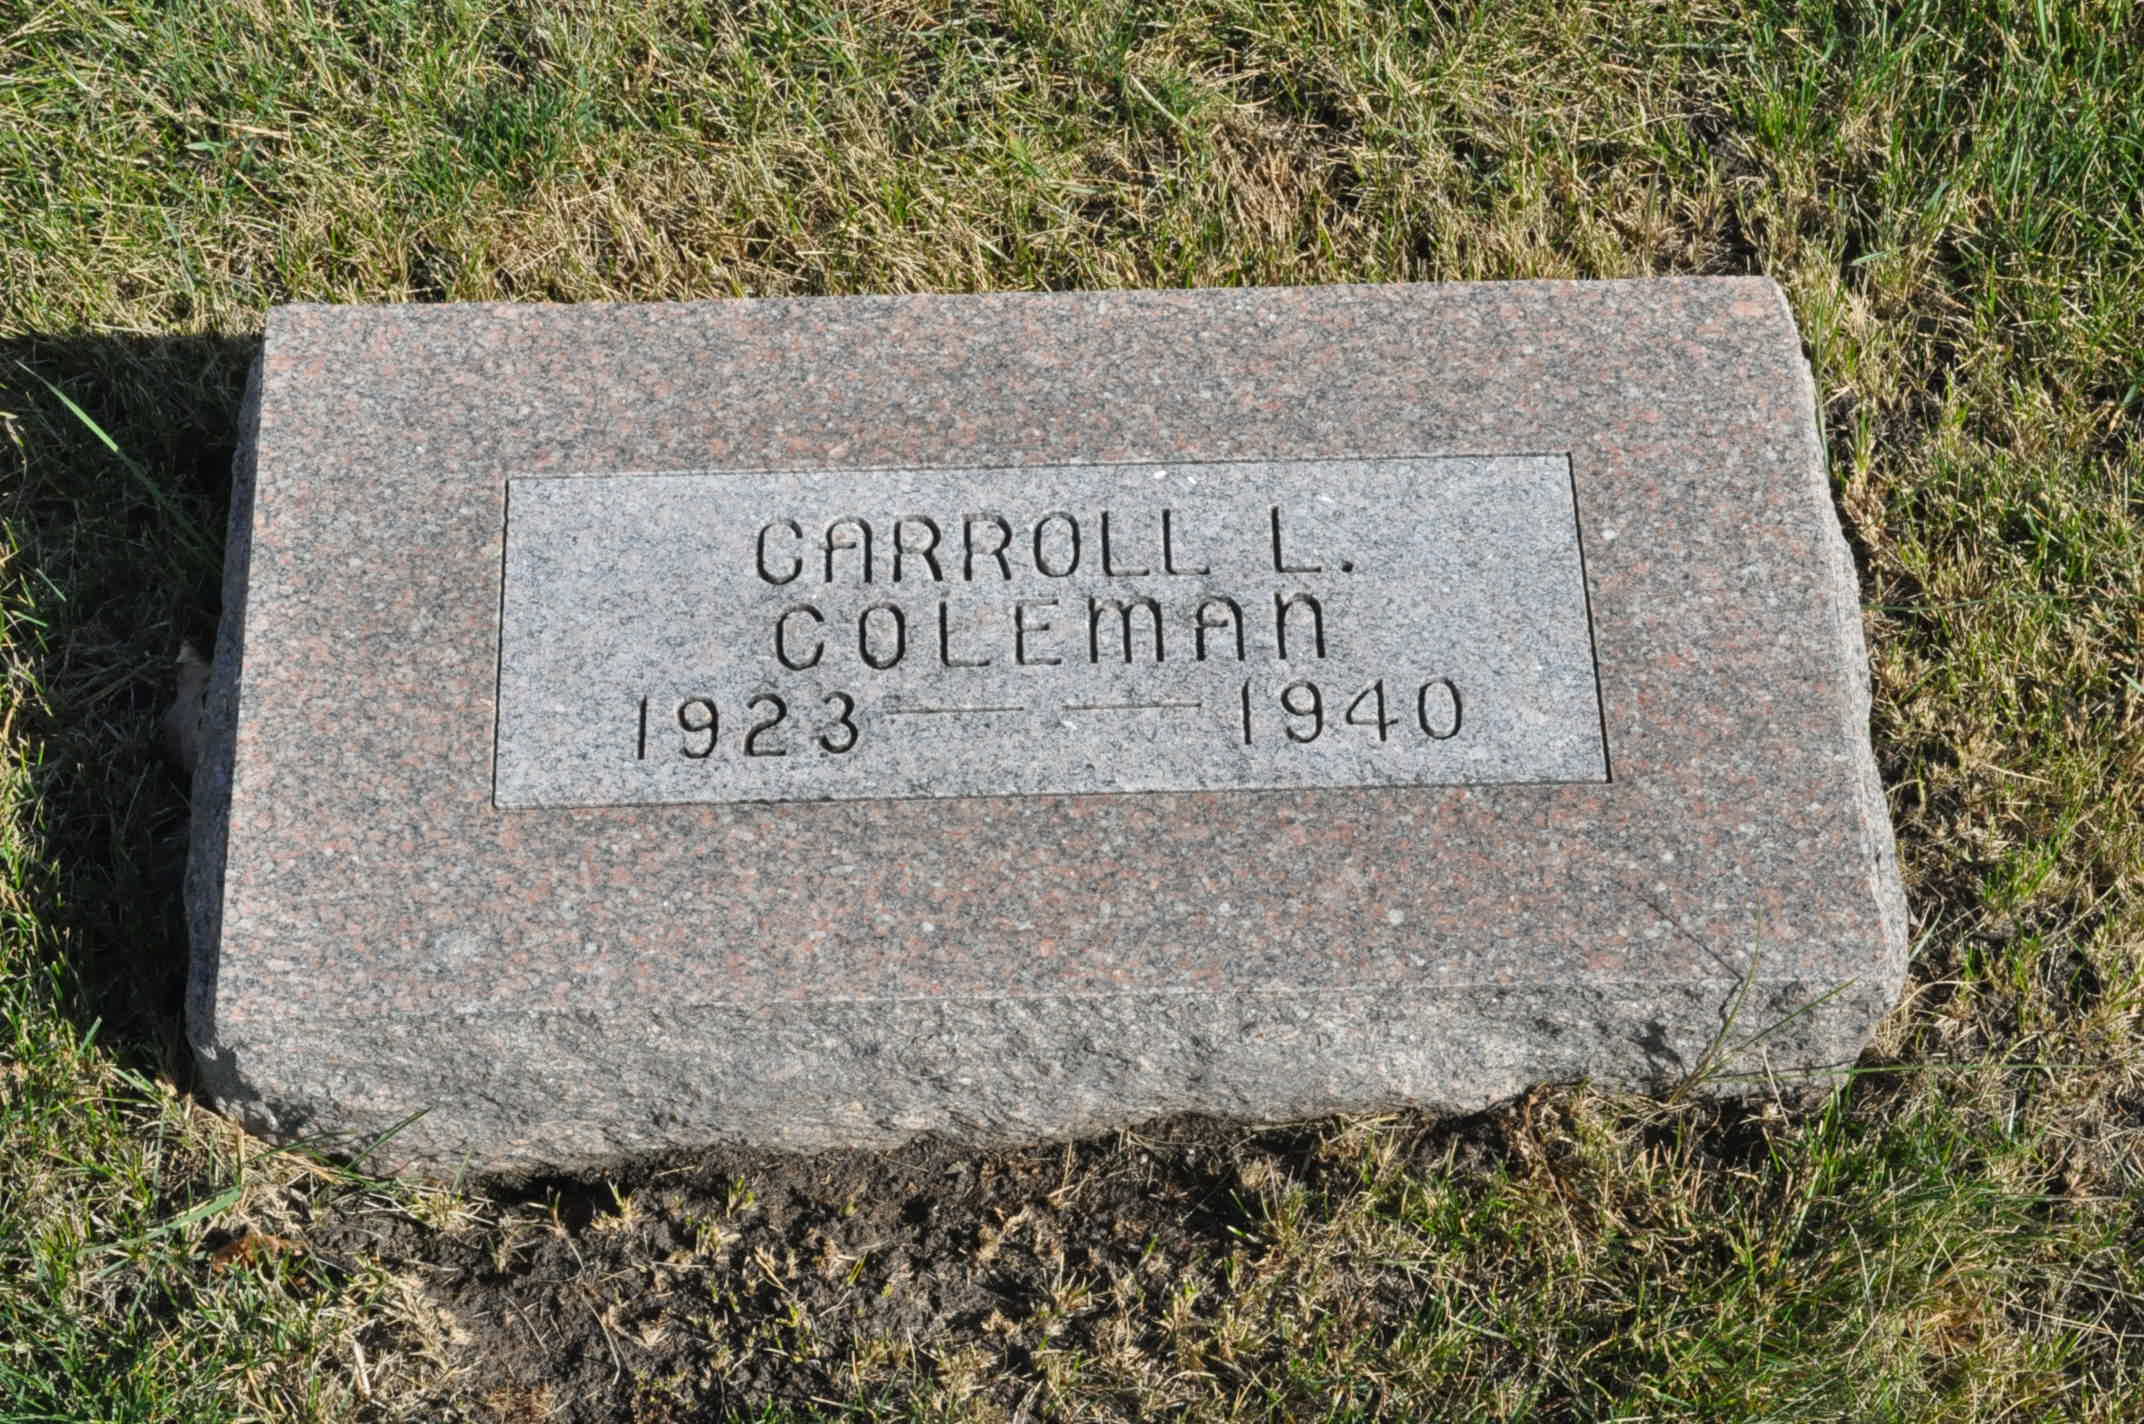 CARROLL L.
COLEMAN
1923 — — 1940